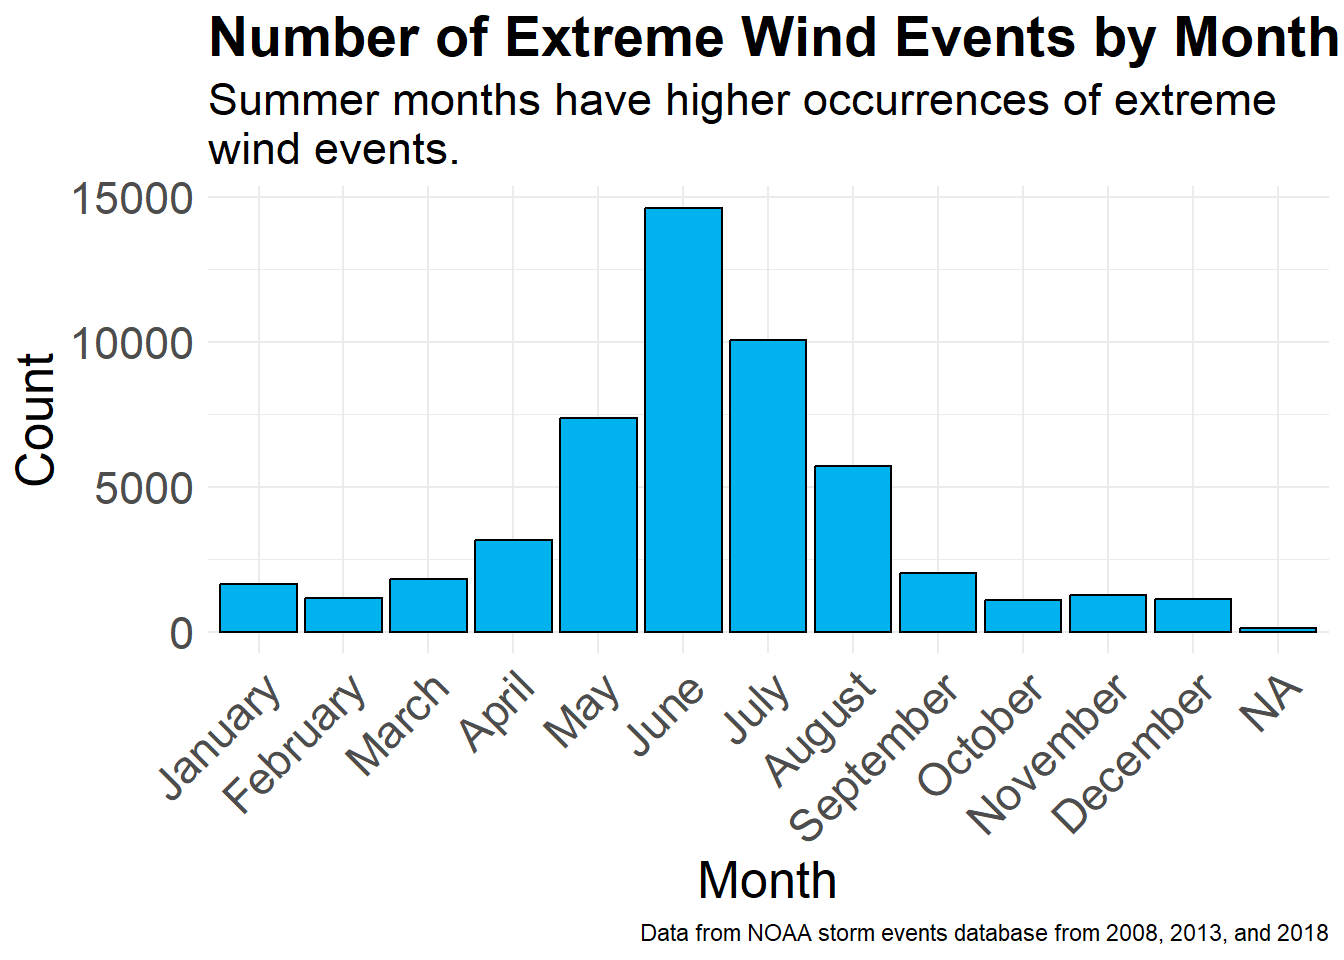 Number of Extreme Wind Events by Month
Summer months have higher occurrences of extreme
wind events.
15000
10000
5000
0
Count
January
February
March
April
May
June
July
August
September
October
November
December
NA
Month
Data from NOAA storm events database from 2008, 2013, and 2018